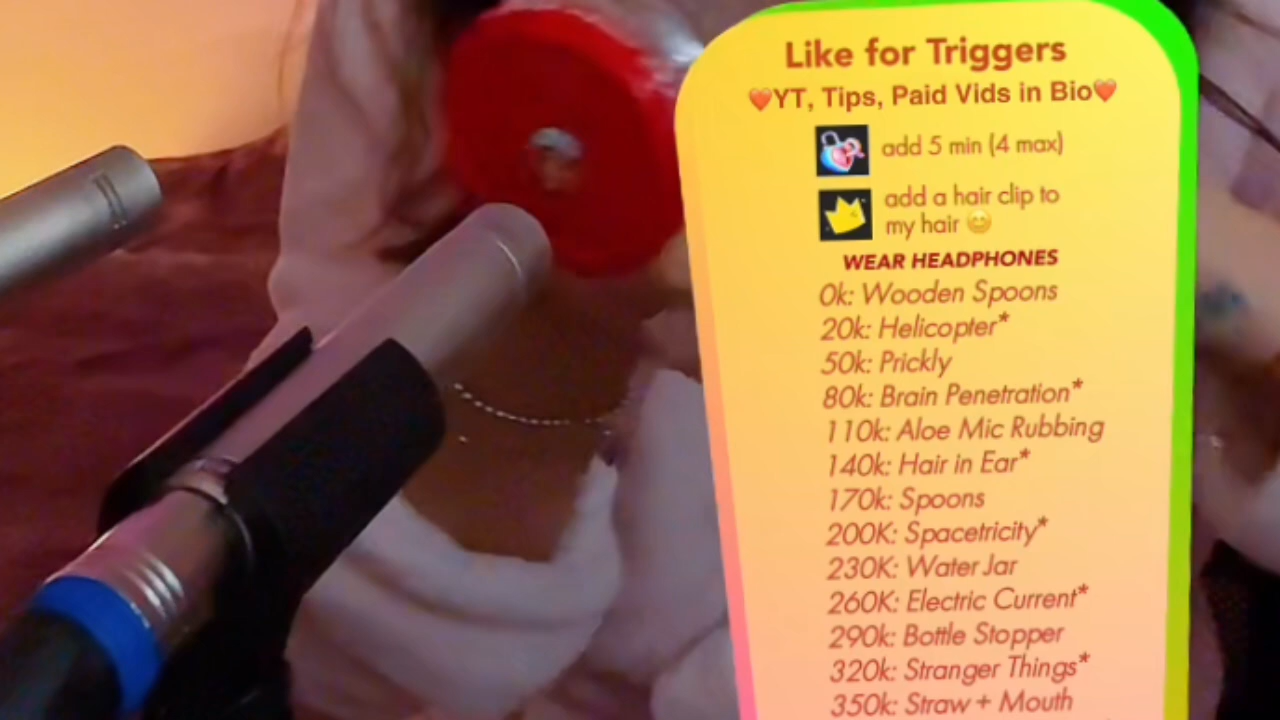 Like for Triggers
❤️YT, Tips, Paid Vids in Bio❤️
add 5 min (4 max)
add a hair clip to
my hair 😊
WEAR HEADPHONES
0k: Wooden Spoons
20k: Helicopter*
50k: Prickly
80k: Brain Penetration*
110k: Aloe Mic Rubbing
140k: Hair in Ear*
170k: Spoons
200K: Spacetricity*
230K: Water Jar
260K: Electric Current*
290k: Bottle Stopper
320k: Stranger Things*
350k: Straw + Mouth